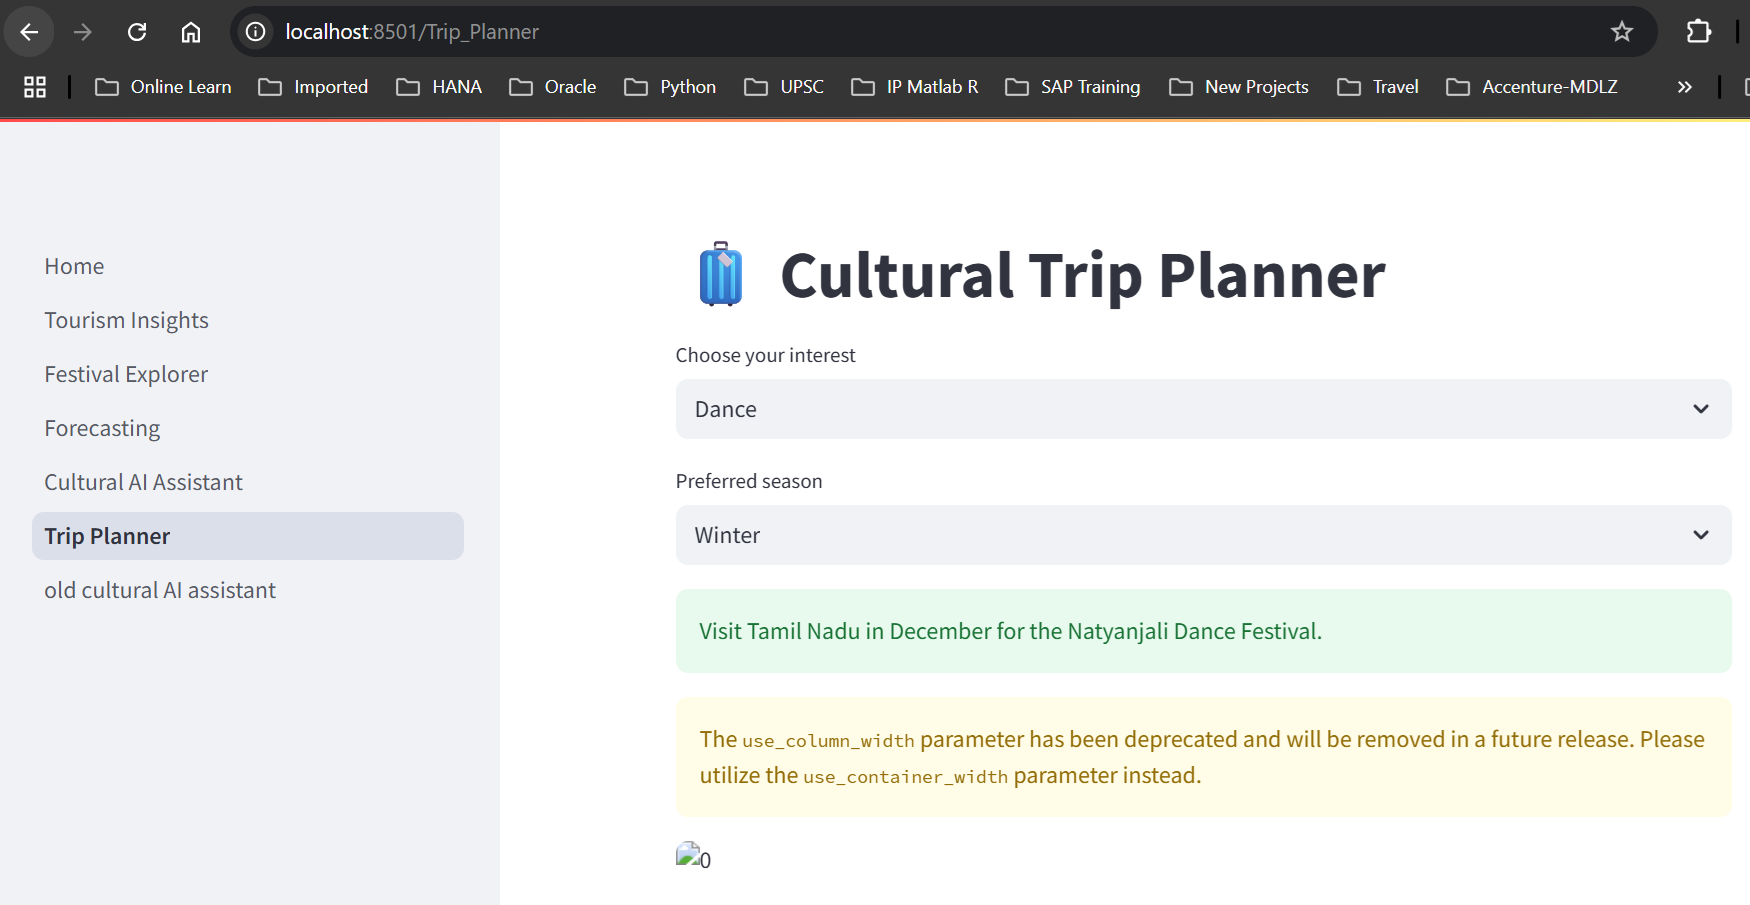 localhost:8501/Trip_Planner
Online Learn
Imported
HANA
Oracle
Python
UPSC
IP Matlab R
SAP Training
New Projects
Travel
Accenture-MDLZ
Home
Tourism Insights
Festival Explorer
Forecasting
Cultural AI Assistant
Trip Planner
old cultural AI assistant
Cultural Trip Planner
Choose your interest
Dance
Preferred season
Winter
Visit Tamil Nadu in December for the Natyanjali Dance Festival.
The use_column_width parameter has been deprecated and will be removed in a future release. Please
utilize the use_container_width parameter instead.
0